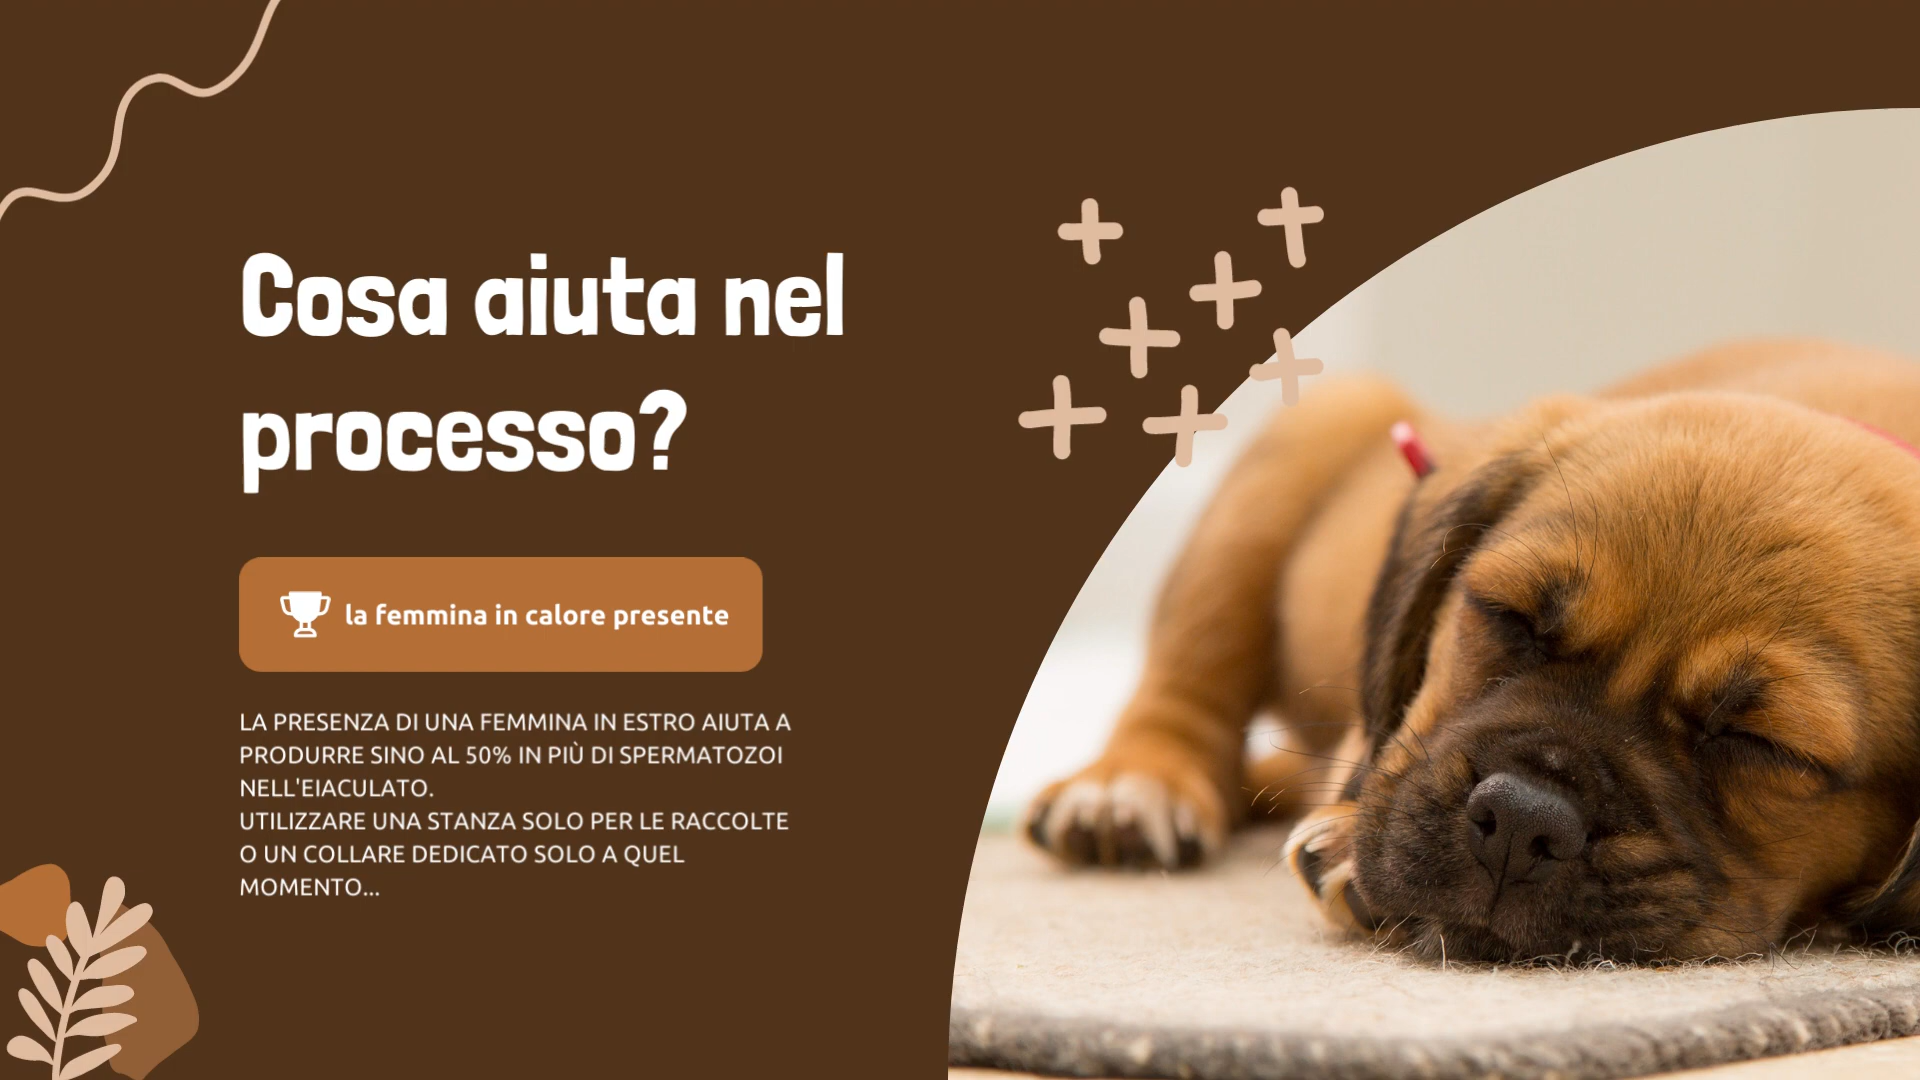 Cosa aiuta nel
processo?
la femmina in calore presente
LA PRESENZA DI UNA FEMMINA IN ESTRO AIUTA A
PRODURRE SINO AL 50% IN PIÙ DI SPERMATOZOI
NELL'EIACULATO.
UTILIZZARE UNA STANZA SOLO PER LE RACCOLTE
O UN COLLARE DEDICATO SOLO A QUEL
MOMENTO...